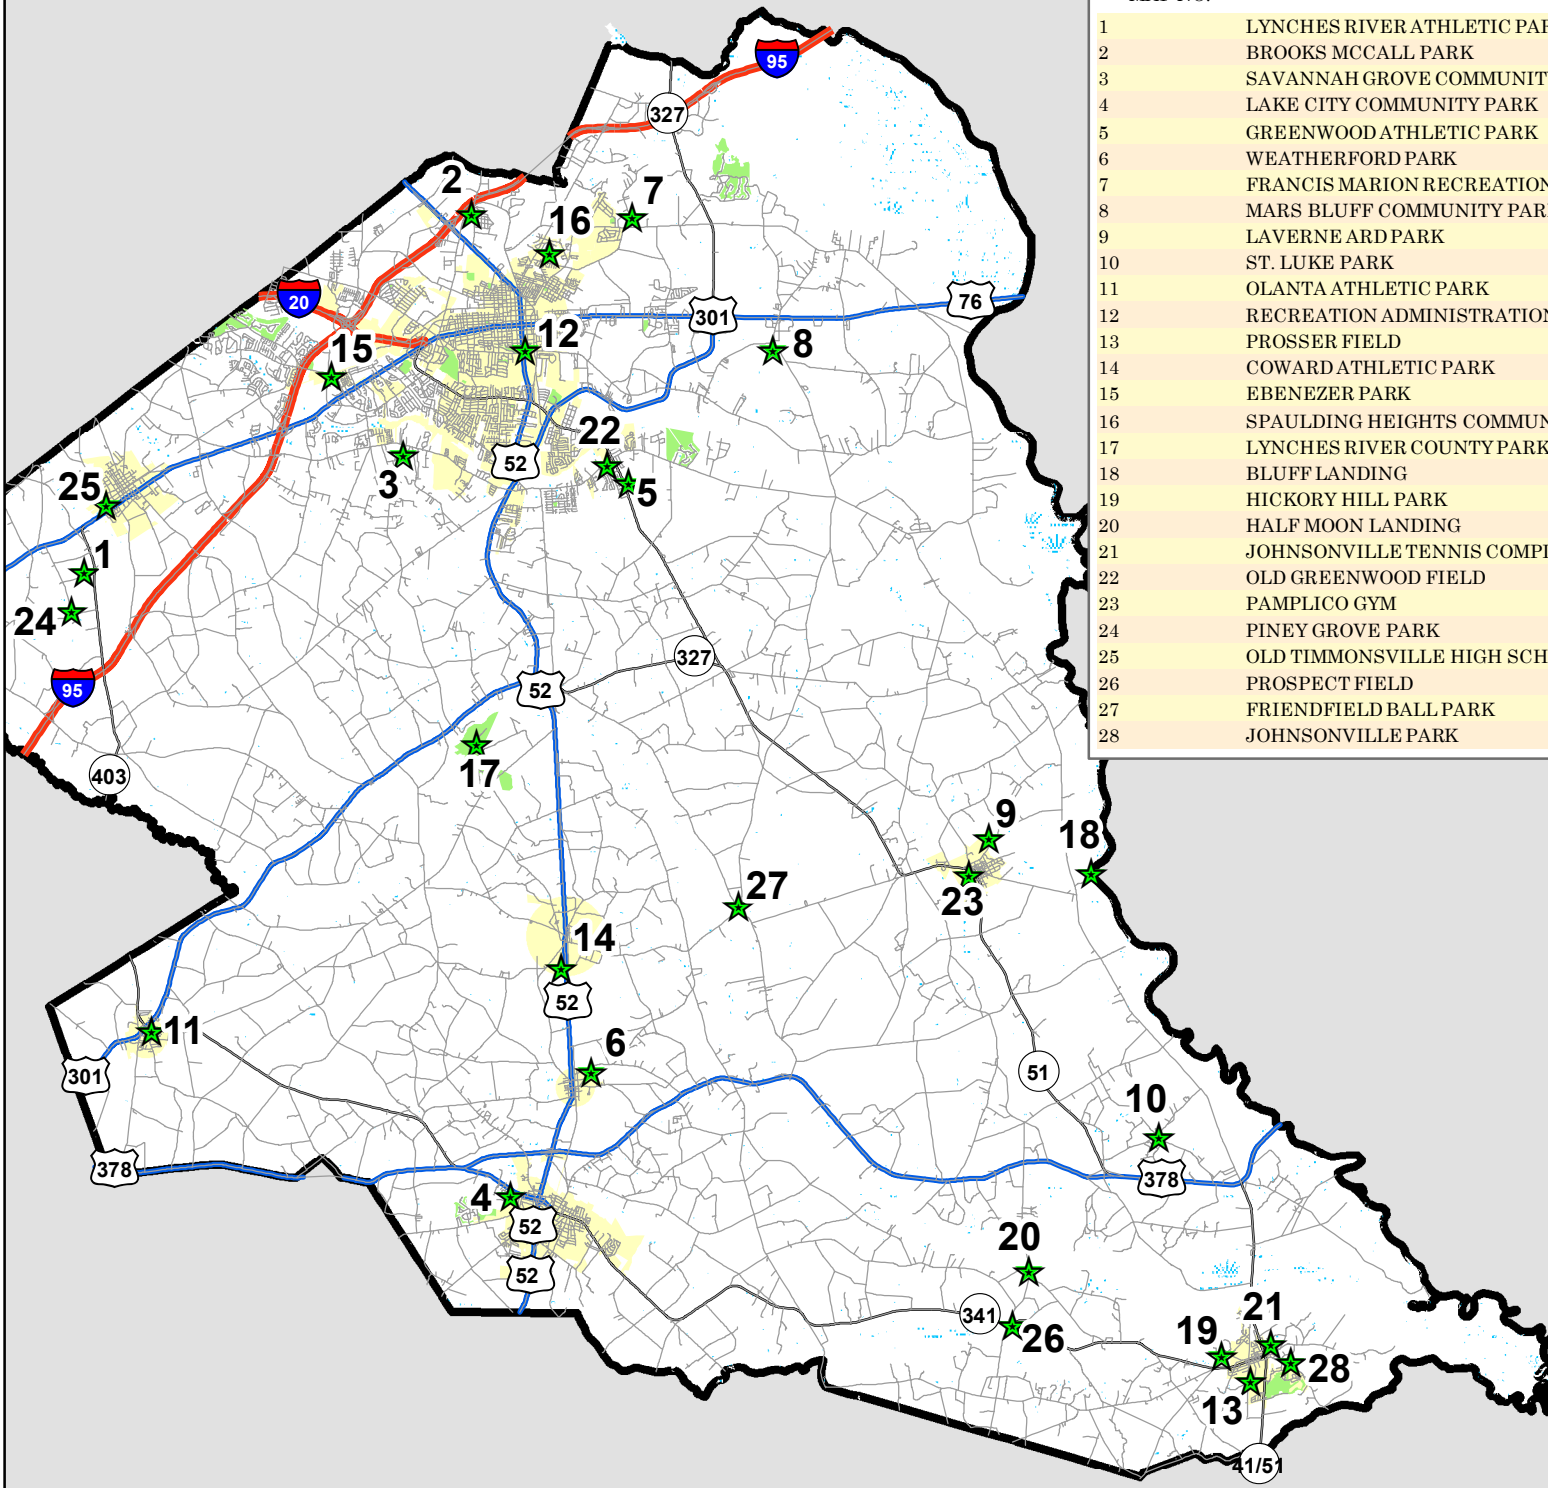 1 LYNCHES RIVER ATHLETIC PAR
2 BROOKS MCCALL PARK
3 SAVANNAH GROVE COMMUNIT
4 LAKE CITY COMMUNITY PARK
5 GREENWOOD ATHLETIC PARK
6 WEATHERFORD PARK
7 FRANCIS MARION RECREATION
8 MARS BLUFF COMMUNITY PAR
9 LAVERNE ARD PARK
10 ST. LUKE PARK
11 OLANTA ATHLETIC PARK
12 RECREATION ADMINISTRATION
13 PROSSER FIELD
14 COWARD ATHLETIC PARK
15 EBENEZER PARK
16 SPAULDING HEIGHTS COMMUN
17 LYNCHES RIVER COUNTY PARK
18 BLUFF LANDING
19 HICKORY HILL PARK
20 HALF MOON LANDING
21 JOHNSONVILLE TENNIS COMPL
22 OLD GREENWOOD FIELD
23 PAMPLICO GYM
24 PINEY GROVE PARK
25 OLD TIMMONSVILLE HIGH SCH
26 PROSPECT FIELD
27 FRIENDFIELD BALL PARK
28 JOHNSONVILLE PARK
95
327
2
7
16
20
76
301
12
8
15
22
52
3
5
25
1
24
327
95
52
17
403
9
18
23
27
14
52
11
6
301
51
10
378
378
4
52
20
52
341
21
26
19
28
13
41/51